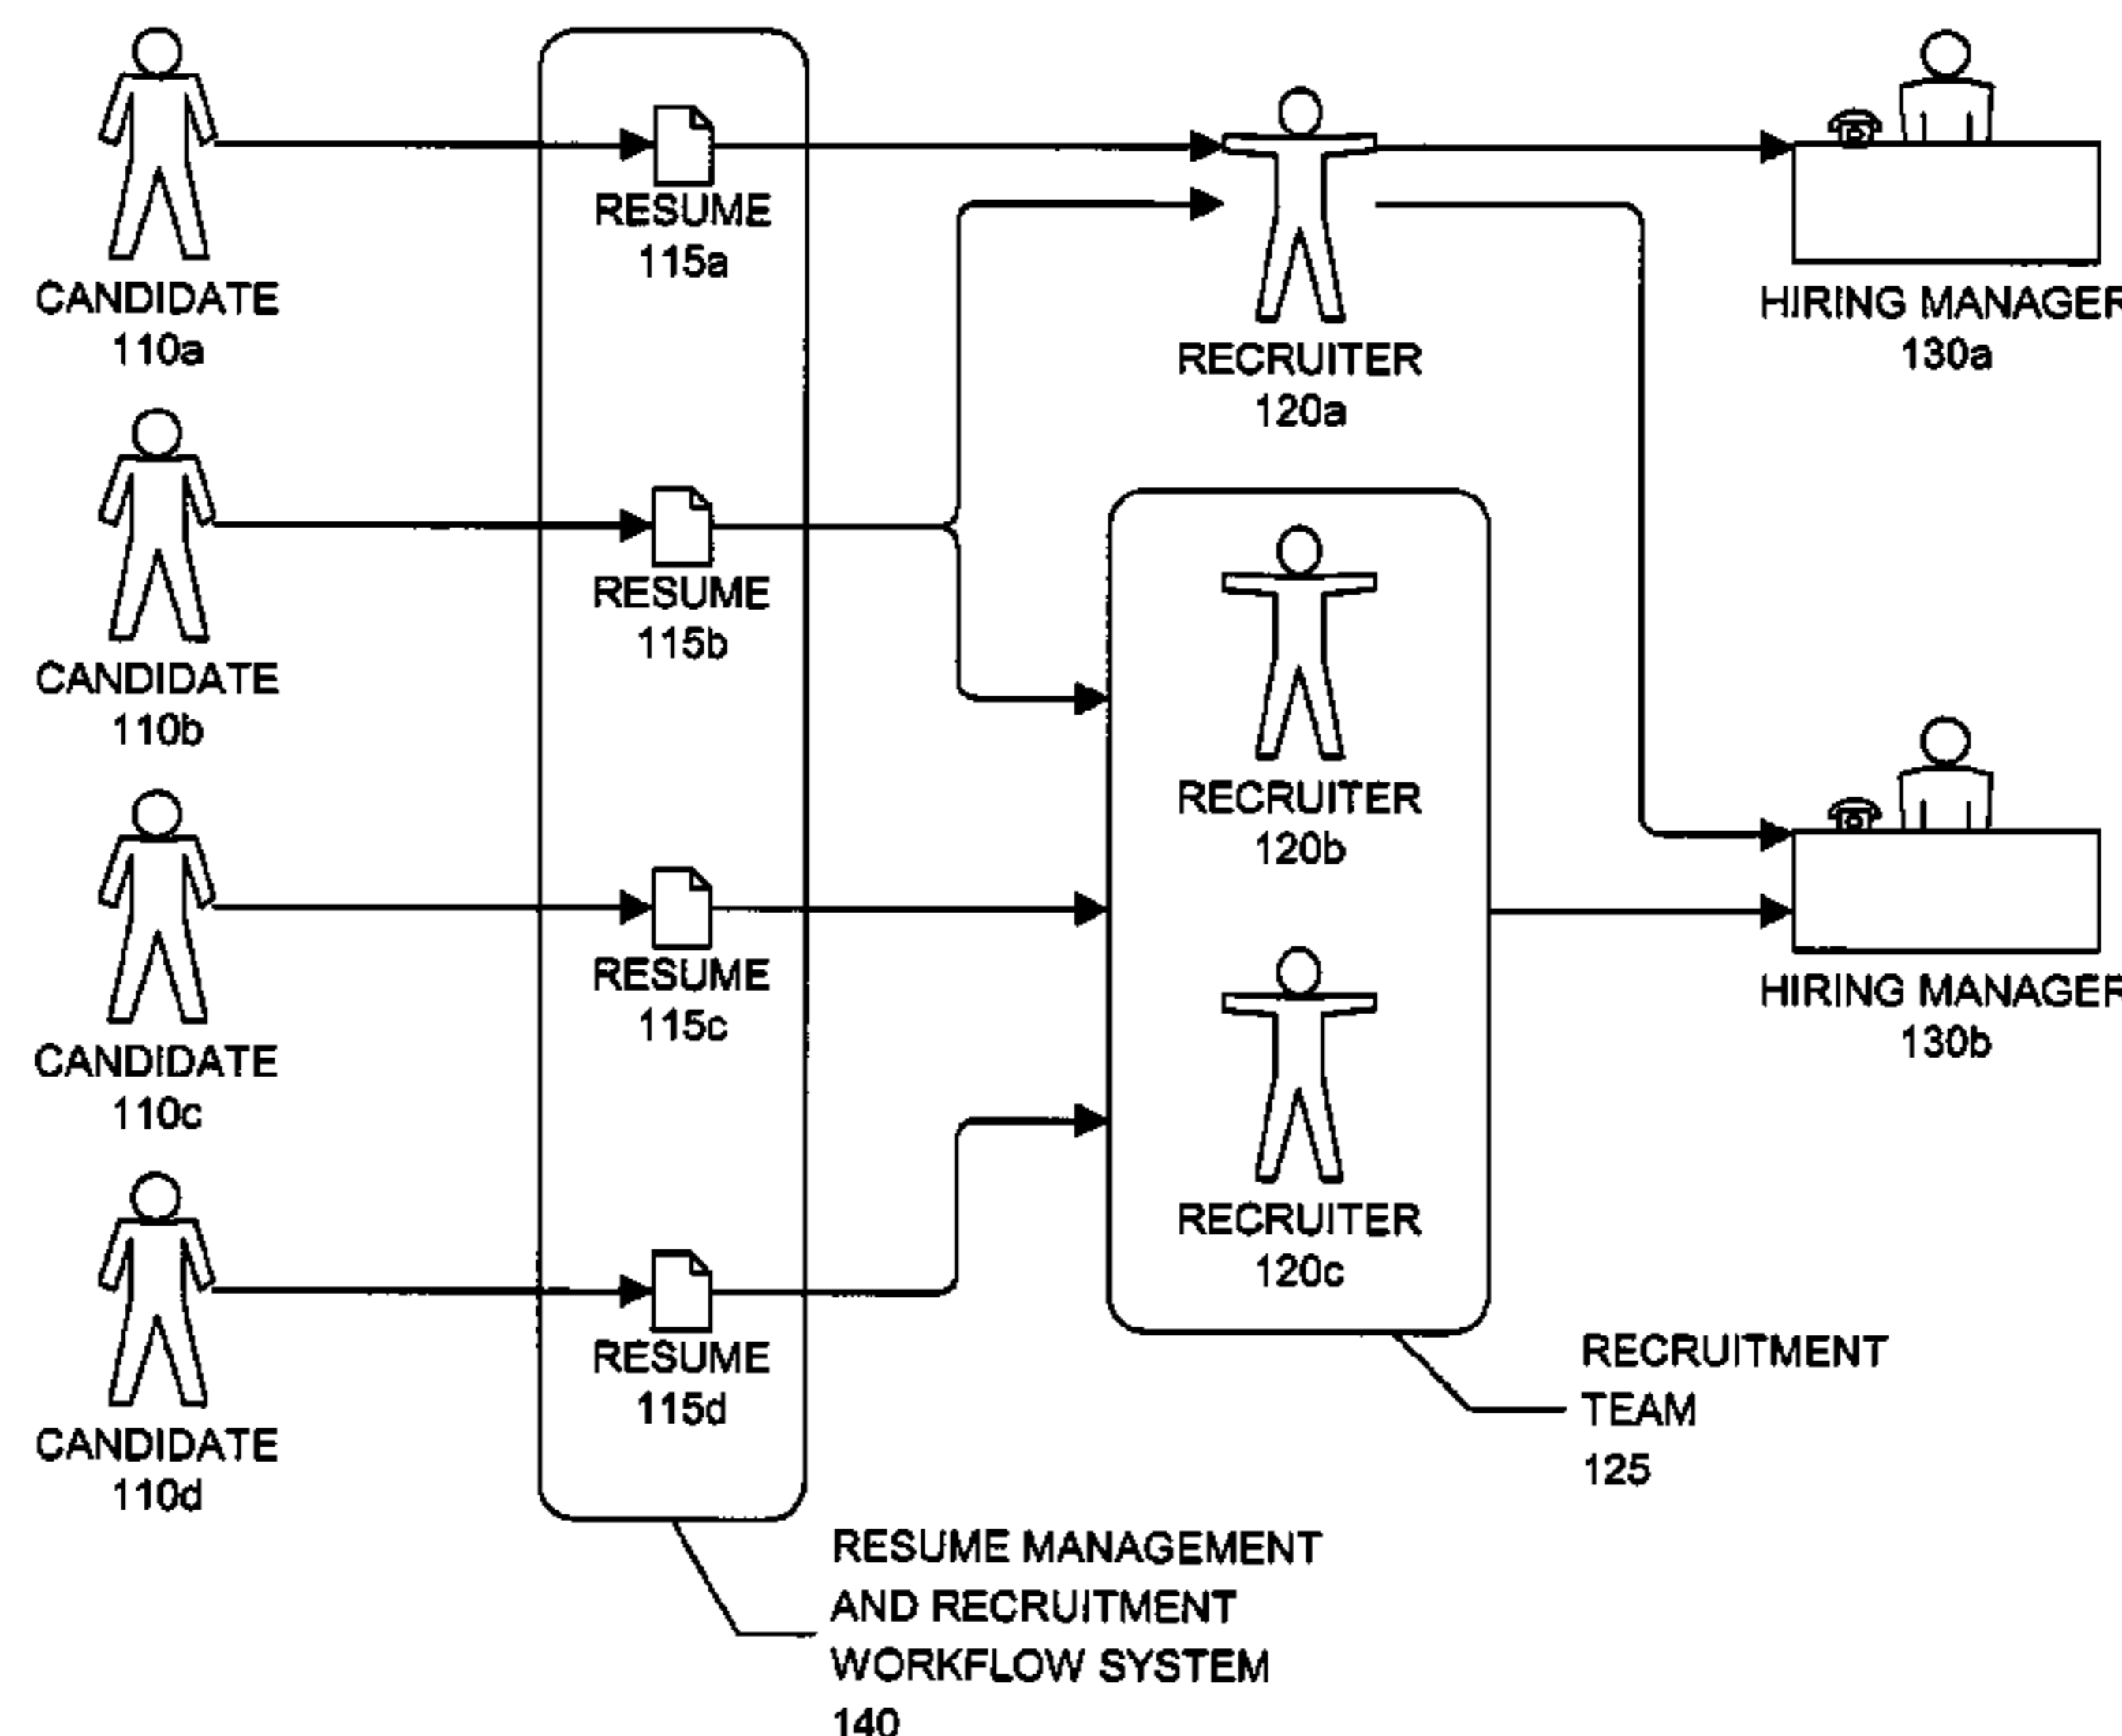 RESUME
115a
CANDIDATE
110a
HIRING MANAGER
130a
RECRUITER
120a
RESUME
115b
CANDIDATE
110b
RECRUITER
120b
RESUME
115c
HIRING MANAGER
130b
CANDIDATE
110c
RECRUITER
120c
RESUME
115d
CANDIDATE
110d
RECRUITMENT
TEAM
125
RESUME MANAGEMENT
AND RECRUITMENT
WORKFLOW SYSTEM
140